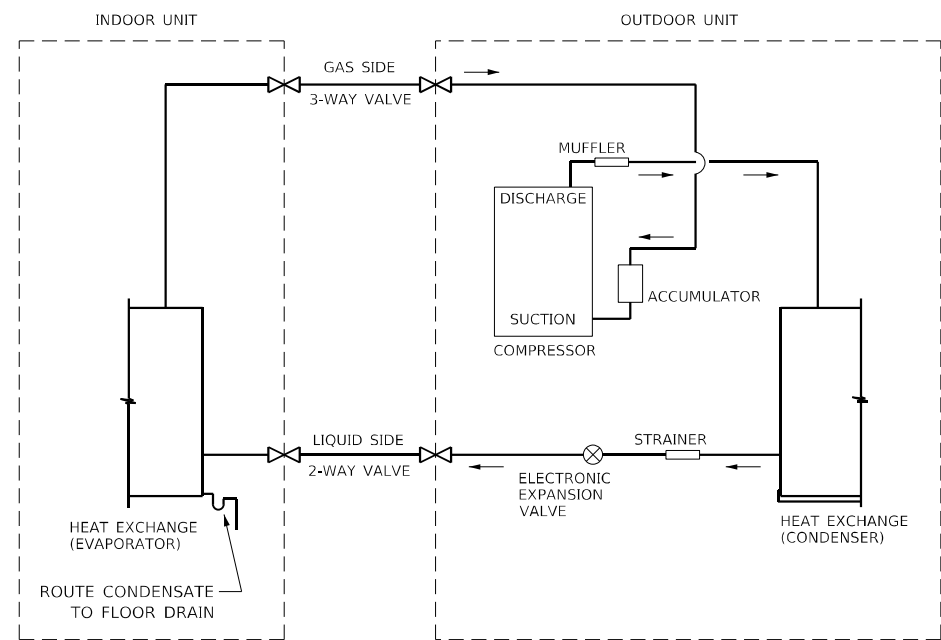 INDOOR UNIT
OUTDOOR UNIT
GAS SIDE
3-WAY VALVE
MUFFLER
DISCHARGE
ACCUMULATOR
SUCTION
COMPRESSOR
LIQUID SIDE
2-WAY VALVE
STRAINER
ELECTRONIC
EXPANSION
VALVE
HEAT EXCHANGE
(EVAPORATOR)
HEAT EXCHANGE
(CONDENSER)
ROUTE CONDENSATE
TO FLOOR DRAIN